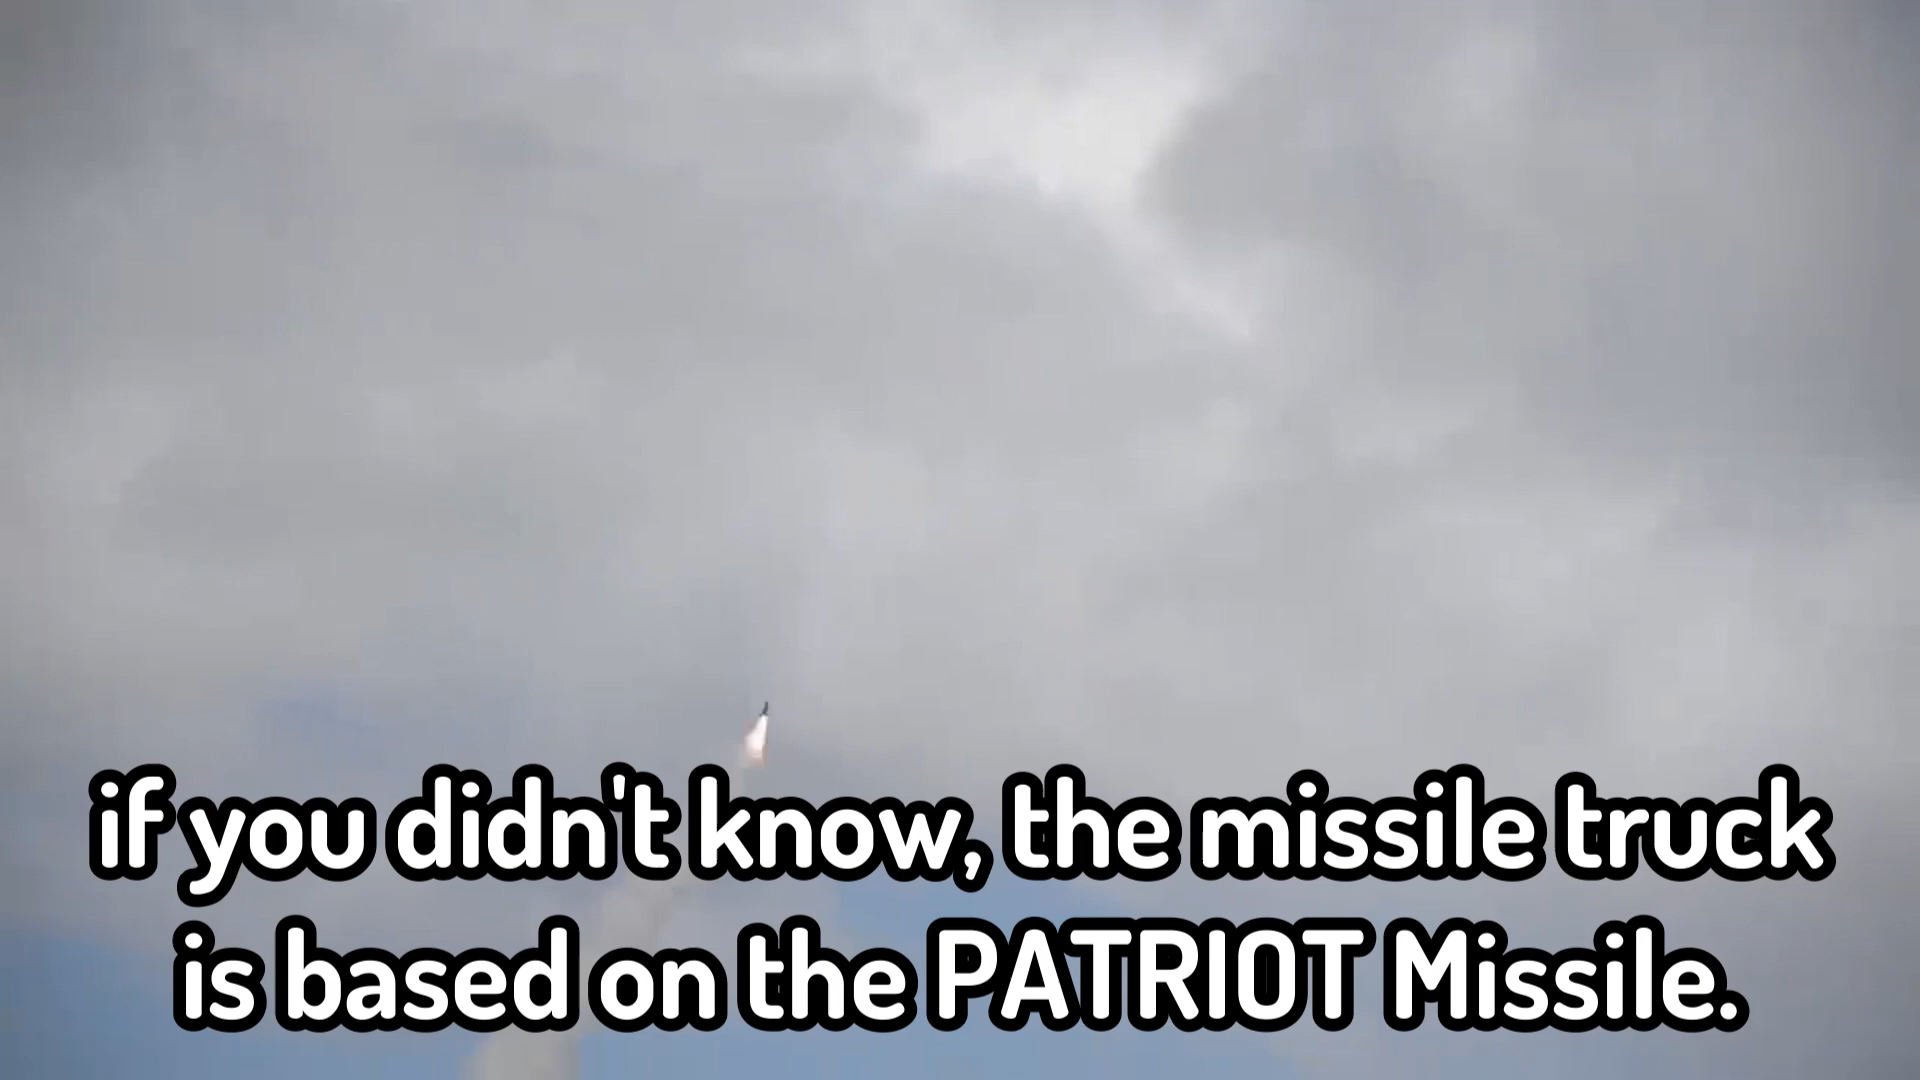 if you didn't know, the missile truck
is based on the PATRIOT Missile.